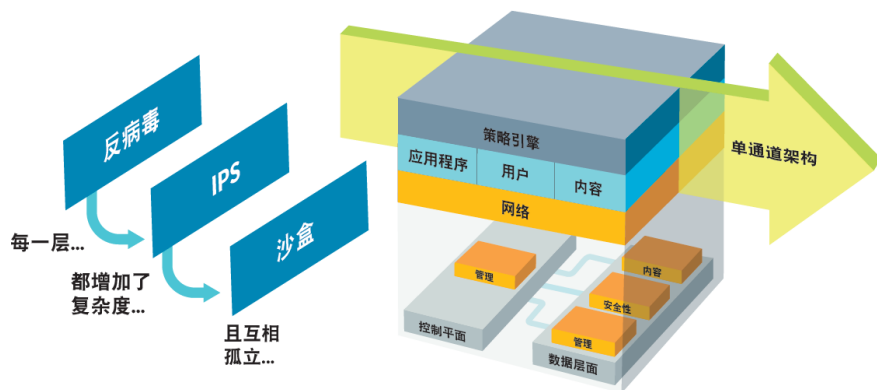 反病毒
IPS
沙盒
每一层...
都增加了
复杂度...
且互相
孤立...
策略引擎
应用程序
用户
内容
网络
单通道架构
管理
控制平面
内容
安全性
管理
数据层面